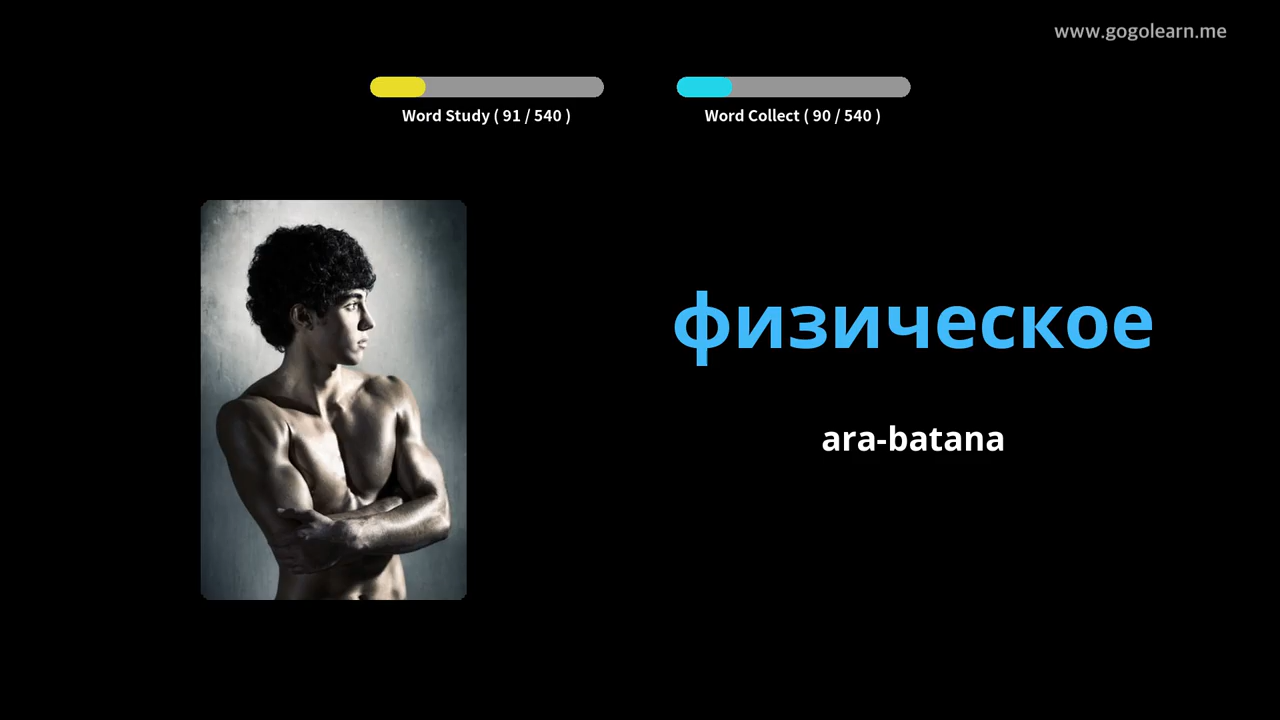 www.gogolearn.me
Word Study ( 91 / 540 )
Word Collect ( 90 / 540 )
физическое
ara-batana